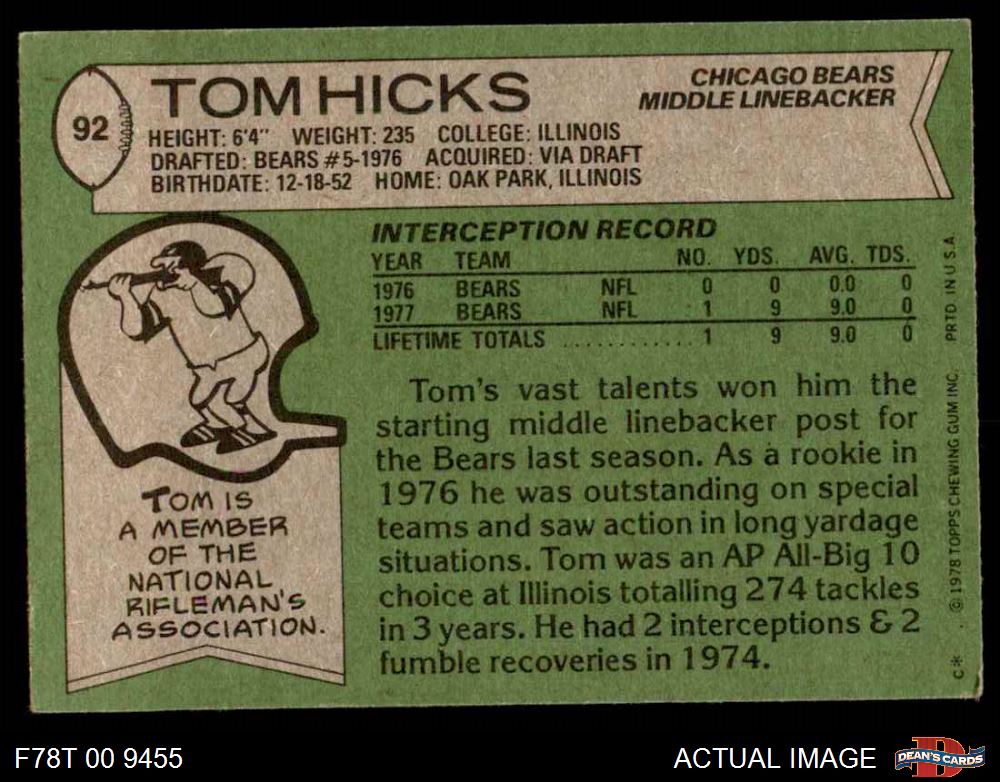 92
TOM HICKS
CHICAGO BEARS
MIDDLE LINEBACKER
HEIGHT: 6'4" WEIGHT: 235 COLLEGE: ILLINOIS
DRAFTED: BEARS #5-1976 ACQUIRED: VIA DRAFT
BIRTHDATE: 12-18-52 HOME: OAK PARK, ILLINOIS
INTERCEPTION RECORD
YEAR TEAM NO. YDS. AVG. TDS.
1976 BEARS NFL 0 0 0.0 0
1977 BEARS NFL 1 9 9.0 0
LIFETIME TOTALS ............ 1 9 9.0 0
Tom's vast talents won him the
starting middle linebacker post for
the Bears last season. As a rookie in
1976 he was outstanding on special
teams and saw action in long yardage
situations. Tom was an AP All-Big 10
choice at Illinois totalling 274 tackles
in 3 years. He had 2 interceptions & 2
fumble recoveries in 1974.
TOM IS
A MEMBER
OF THE
NATIONAL
RIFLEMAN'S
ASSOCIATION.
C* © 1978 TOPPS CHEWING GUM INC. PRTD. IN U.S.A.
F78T 00 9455
ACTUAL IMAGE
D
DEAN'S CARDS